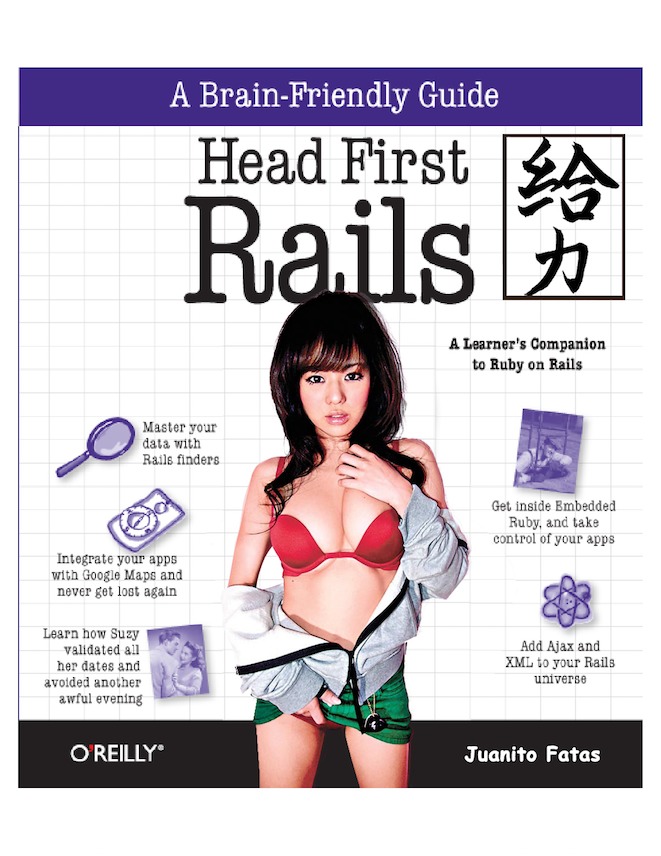 A Brain-Friendly Guide
Head First
Rails
给
力
A Learner's Companion
to Ruby on Rails
Master your
data with
Rails finders
Integrate your apps
with Google Maps and
never get lost again
Learn how Suzy
validated all
her dates and
avoided another
awful evening
Get inside Embedded
Ruby, and take
control of your apps
Add Ajax and
XML to your Rails
universe
O'REILLY®
Juanito Fatas